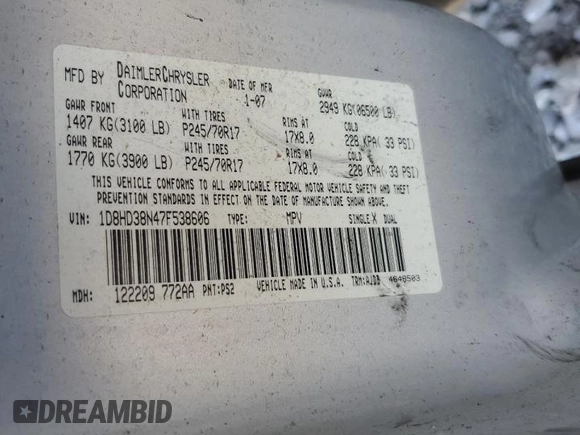 MFD BY DAIMLERCHRYSLER CORPORATION DATE OF MFR 1-07 GVWR 2949 KG(06500 LB)
GAWR FRONT WITH TIRES RIMS AT COLD
1407 KG(3100 LB) P245/70R17 17X8.0 228 KPA( 33 PSI)
GAWR REAR WITH TIRES RIMS AT COLD
1770 KG(3900 LB) P245/70R17 17X8.0 228 KPA( 33 PSI)
THIS VEHICLE CONFORMS TO ALL APPLICABLE FEDERAL MOTOR VEHICLE SAFETY AND THEFT
PREVENTION STANDARDS IN EFFECT ON THE DATE OF MANUFACTURE SHOWN ABOVE.
VIN: 1D8HD38N47F538606 TYPE: MPV SINGLE X DUAL
MDH: 122209 772AA PNT:PS2 VEHICLE MADE IN U.S.A. TRM:AJDB 4648503
DREAMBID